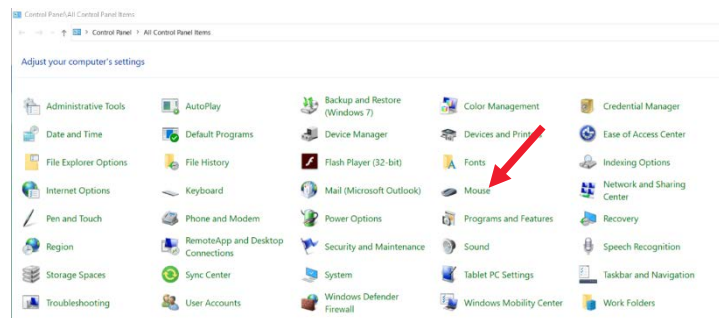 Control Panel\All Control Panel Items
Control Panel > All Control Panel Items
Adjust your computer's settings
Administrative Tools
AutoPlay
Backup and Restore
(Windows 7)
Color Management
Credential Manager
Date and Time
Default Programs
Device Manager
Devices and
Ease of Access Center
File Explorer Options
File History
Flash Player (32-bit)
Fonts
Indexing Options
Internet Options
Keyboard
Mail (Microsoft Outlook)
Mouse
Network and Sharing
Center
Pen and Touch
Phone and Modem
Power Options
Programs and Features
Recovery
Region
RemoteApp and Desktop
Connections
Security and Maintenance
Sound
Speech Recognition
Storage Spaces
Sync Center
System
Tablet PC Settings
Taskbar and Navigation
Troubleshooting
User Accounts
Windows Defender
Firewall
Windows Mobility Center
Work Folders